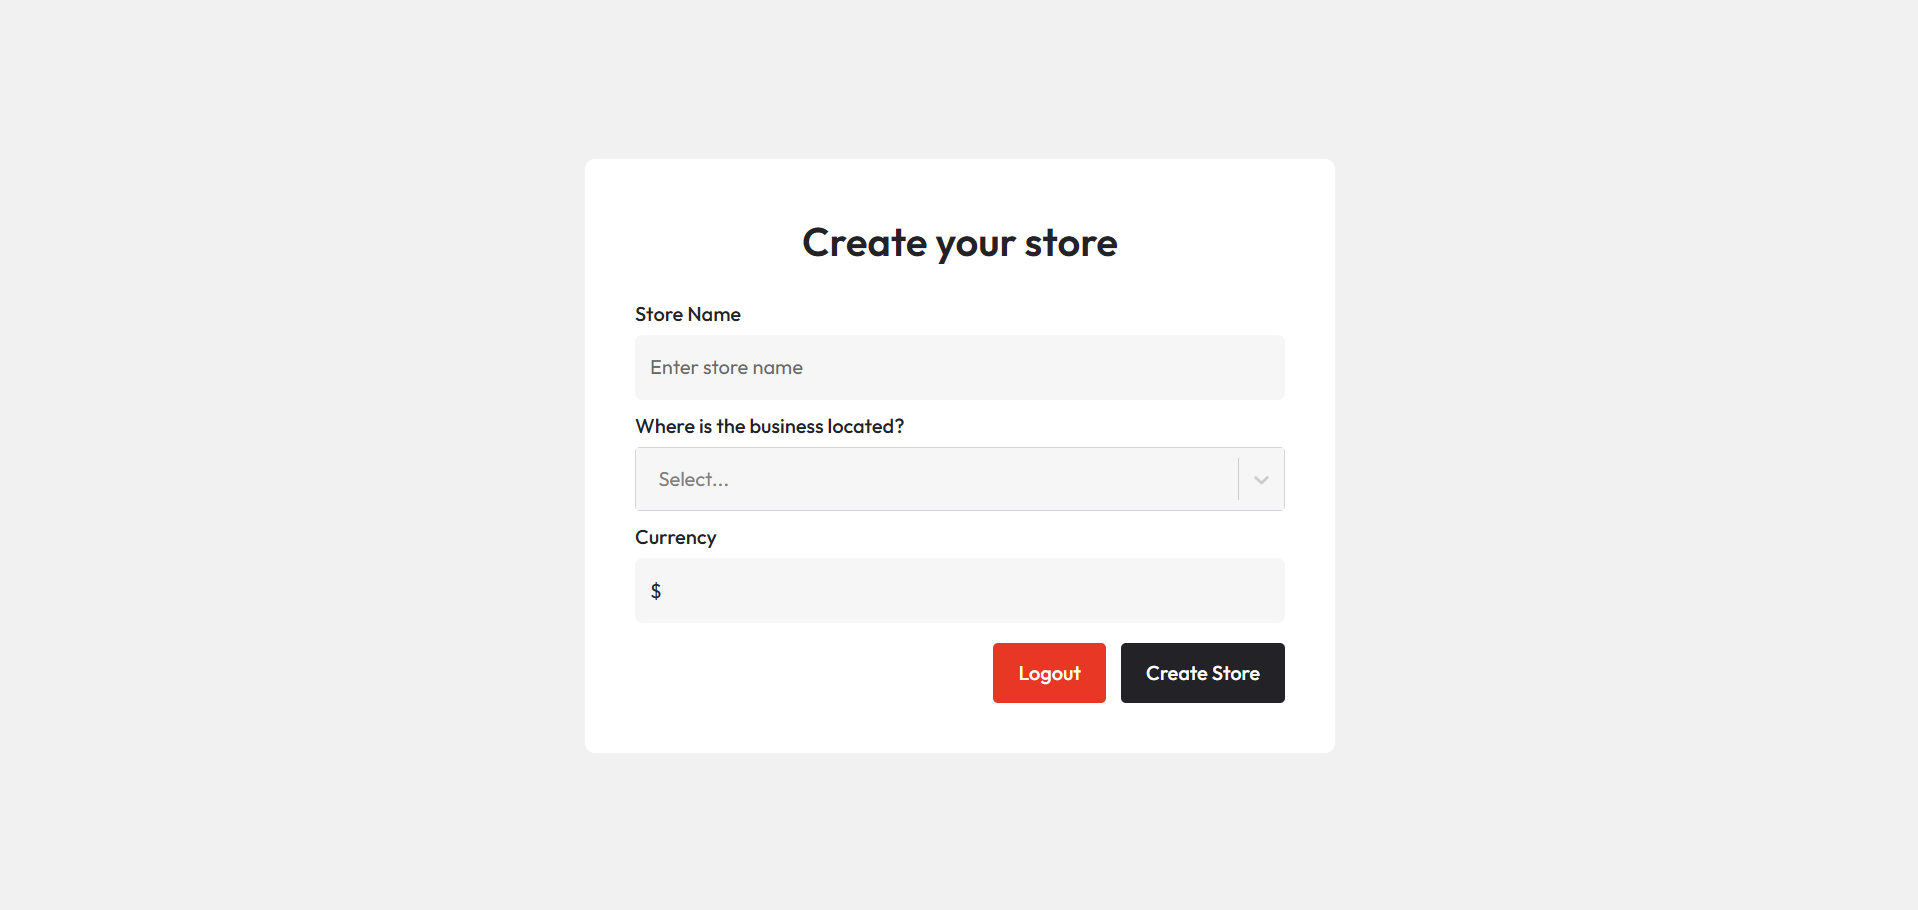 Create your store
Store Name
Enter store name
Where is the business located?
Select...
Currency
$
Logout
Create Store